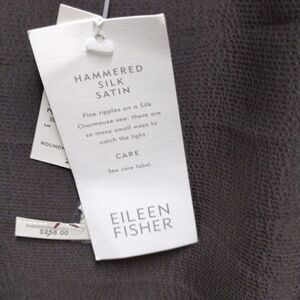 HAMMERED
SILK
SATIN
Fine ripples on a Silk
Charmeuse sea: there are
so many small ways to
catch the light.
CARE
See care label.
EILEEN
FISHER
ROUND
$258.00